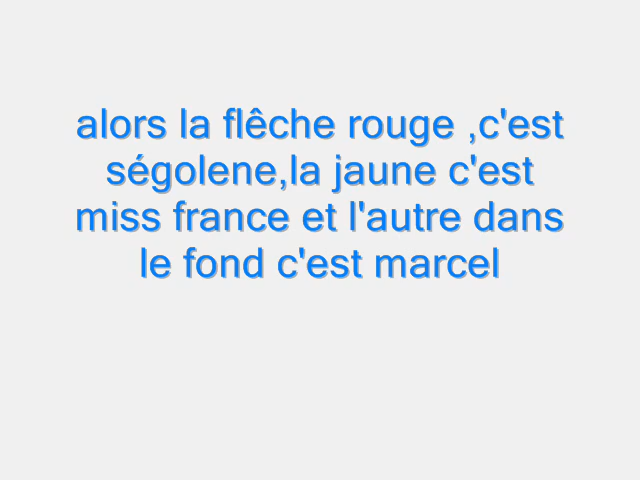 alors la flêche rouge ,c'est
ségolene,la jaune c'est
miss france et l'autre dans
le fond c'est marcel